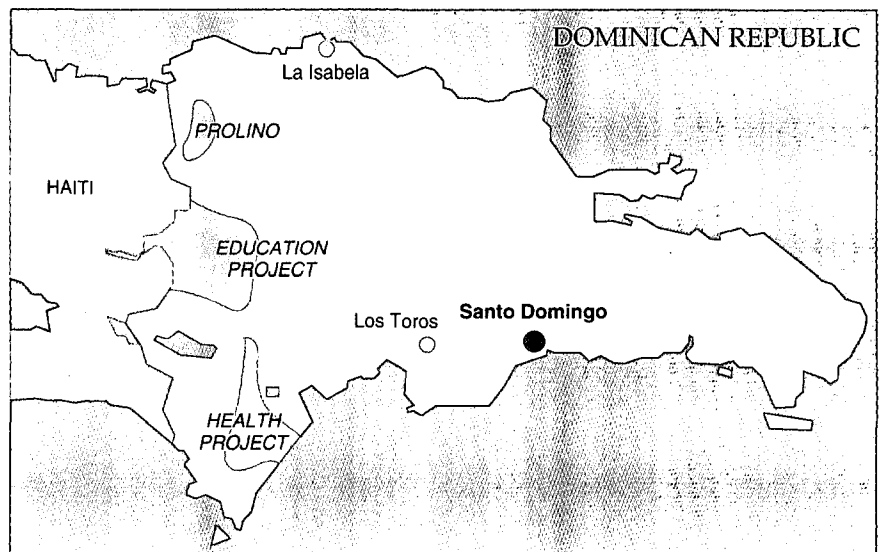 DOMINICAN REPUBLIC
La Isabela
PROLINO
HAITI
EDUCATION
PROJECT
Los Toros
Santo Domingo
HEALTH
PROJECT